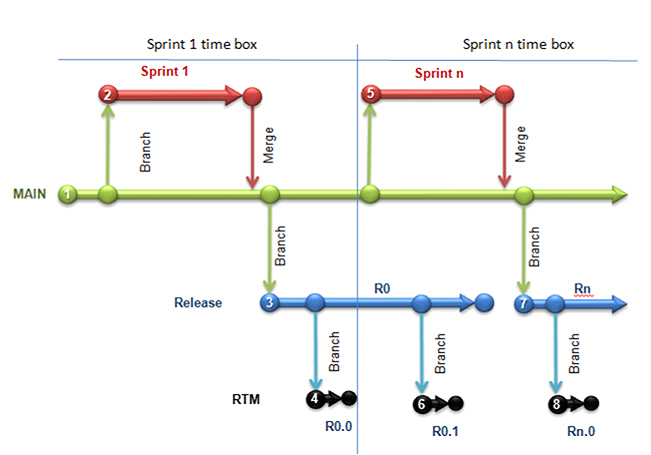 Sprint 1 time box
Sprint n time box
Sprint 1
Sprint n
2
5
Branch
Merge
Merge
MAIN
1
Branch
Branch
Release
3
R0
7
Rn
Branch
Branch
Branch
RTM
4
6
8
R0.0
R0.1
Rn.0